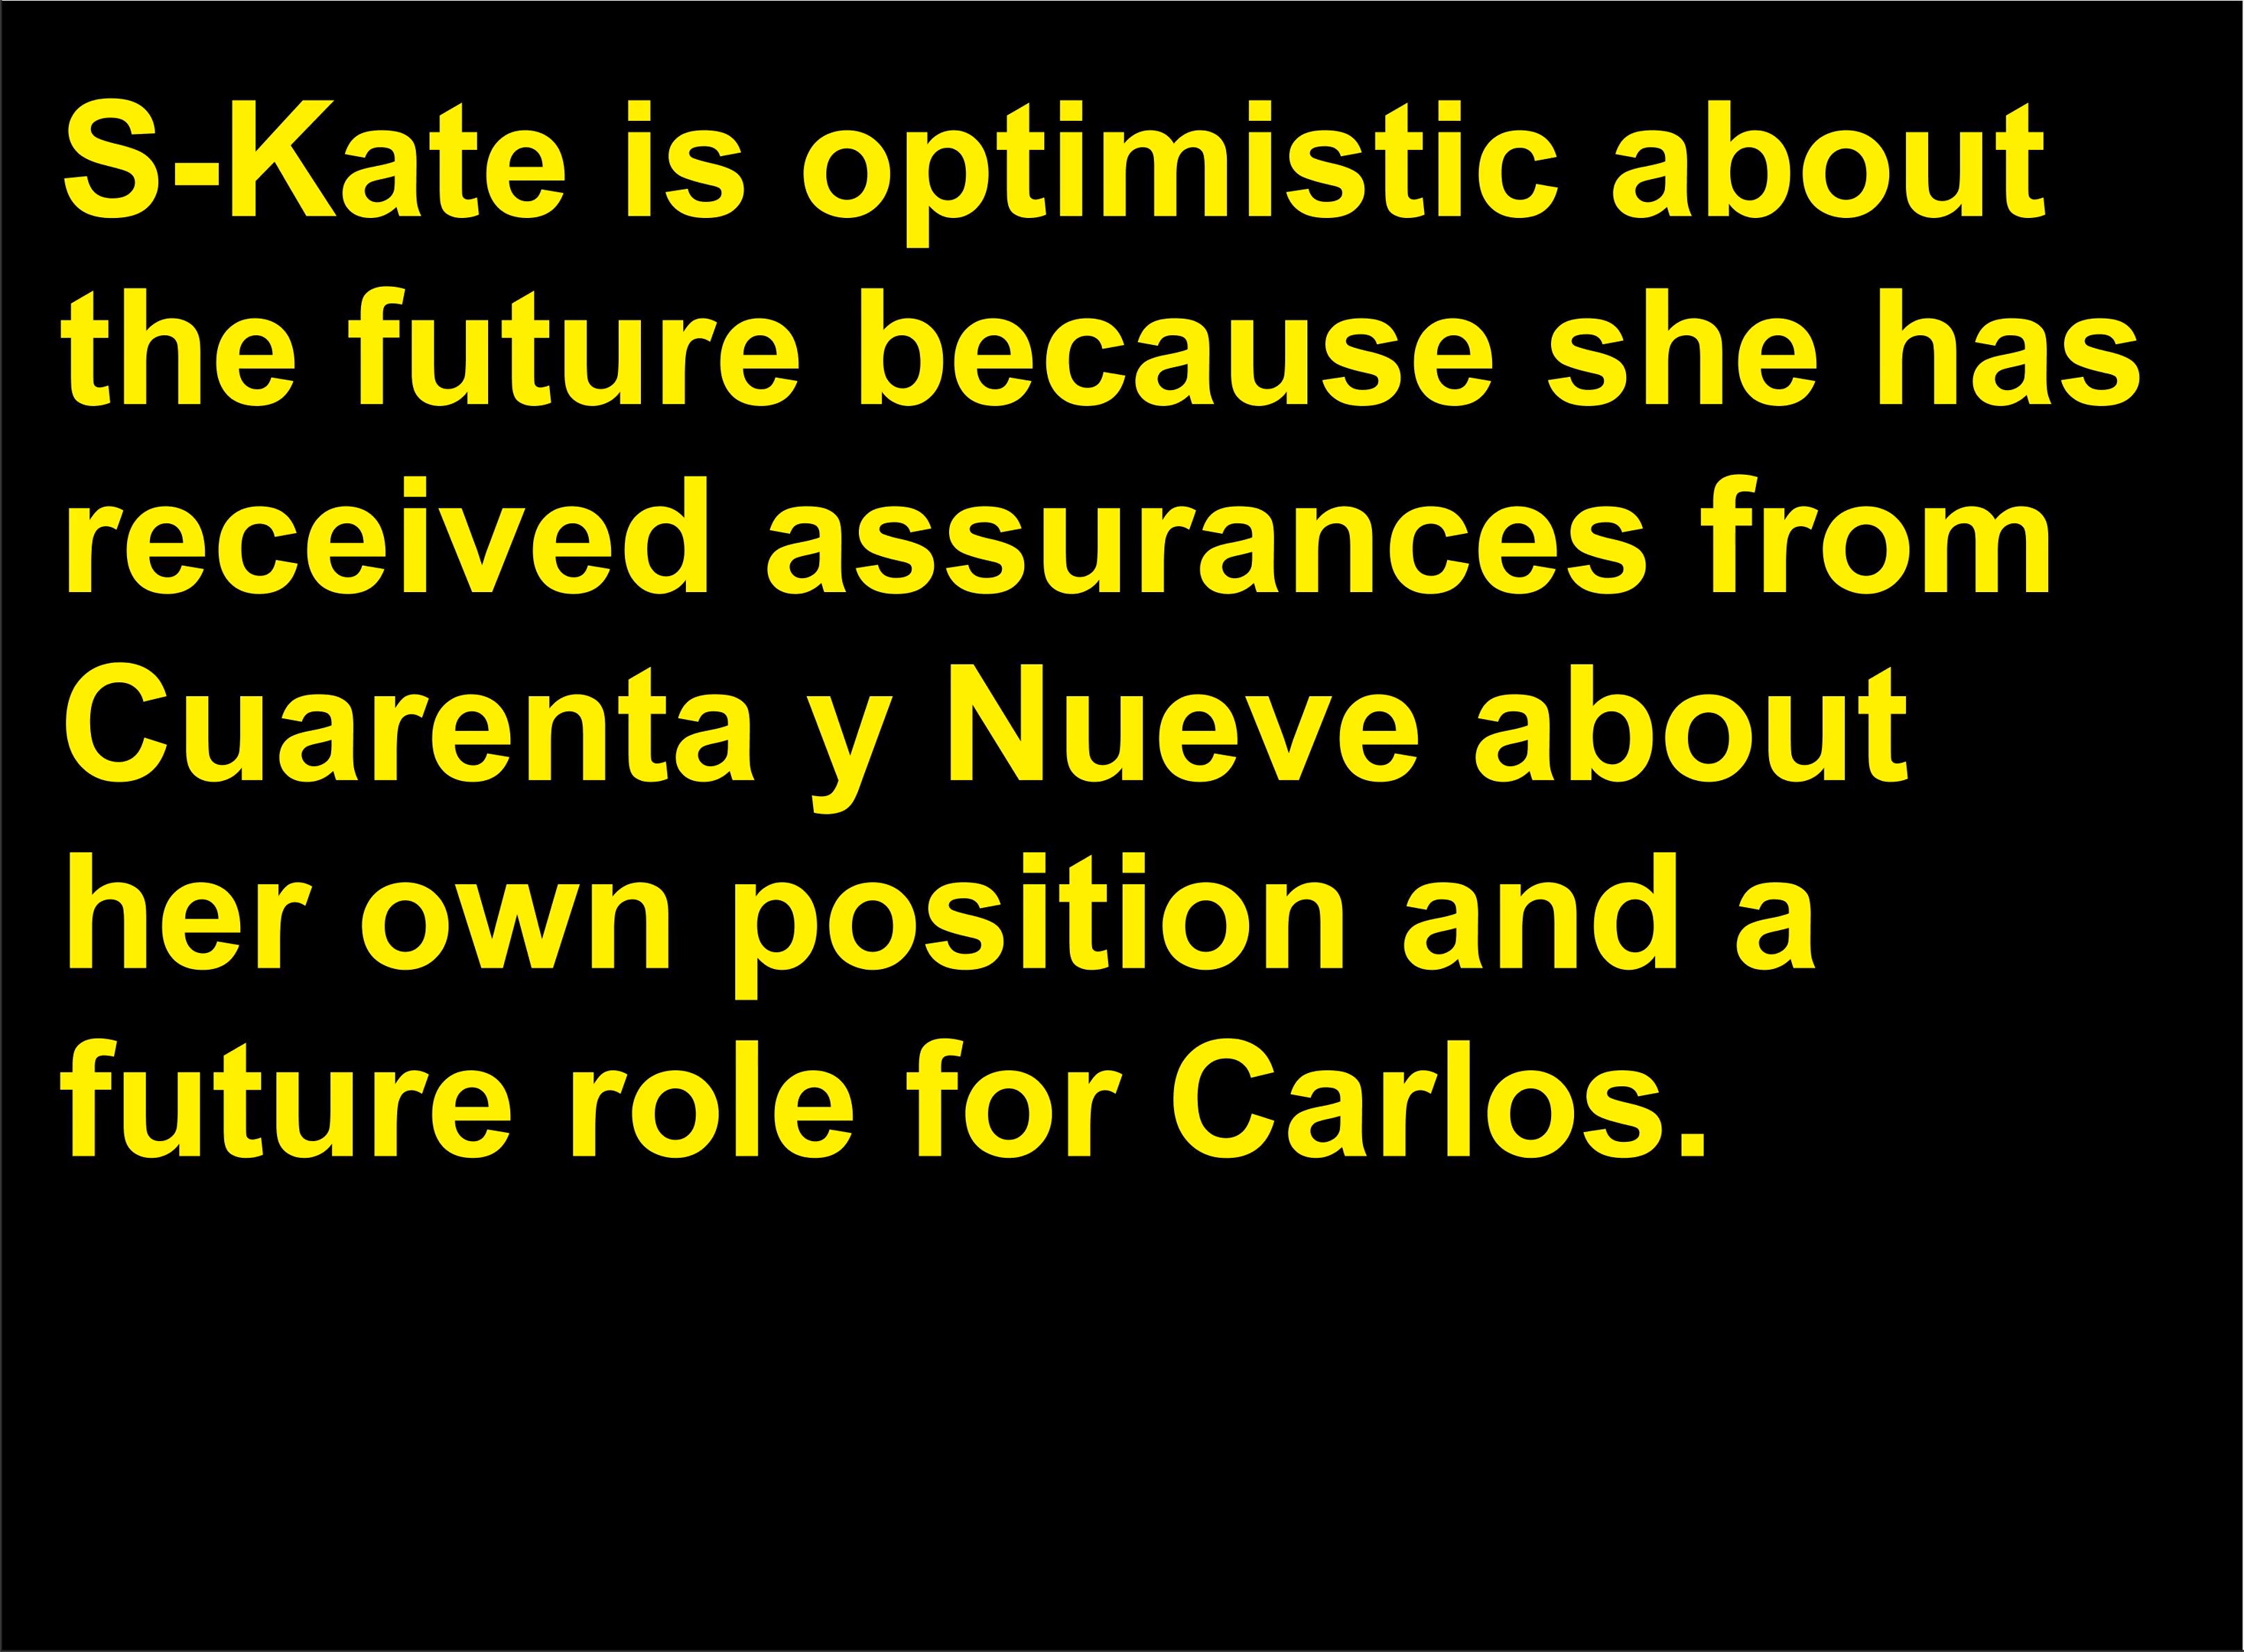 S-Kate is optimistic about
the future because she has
received assurances from
Cuarenta y Nueve about
her own position and a
future role for Carlos.